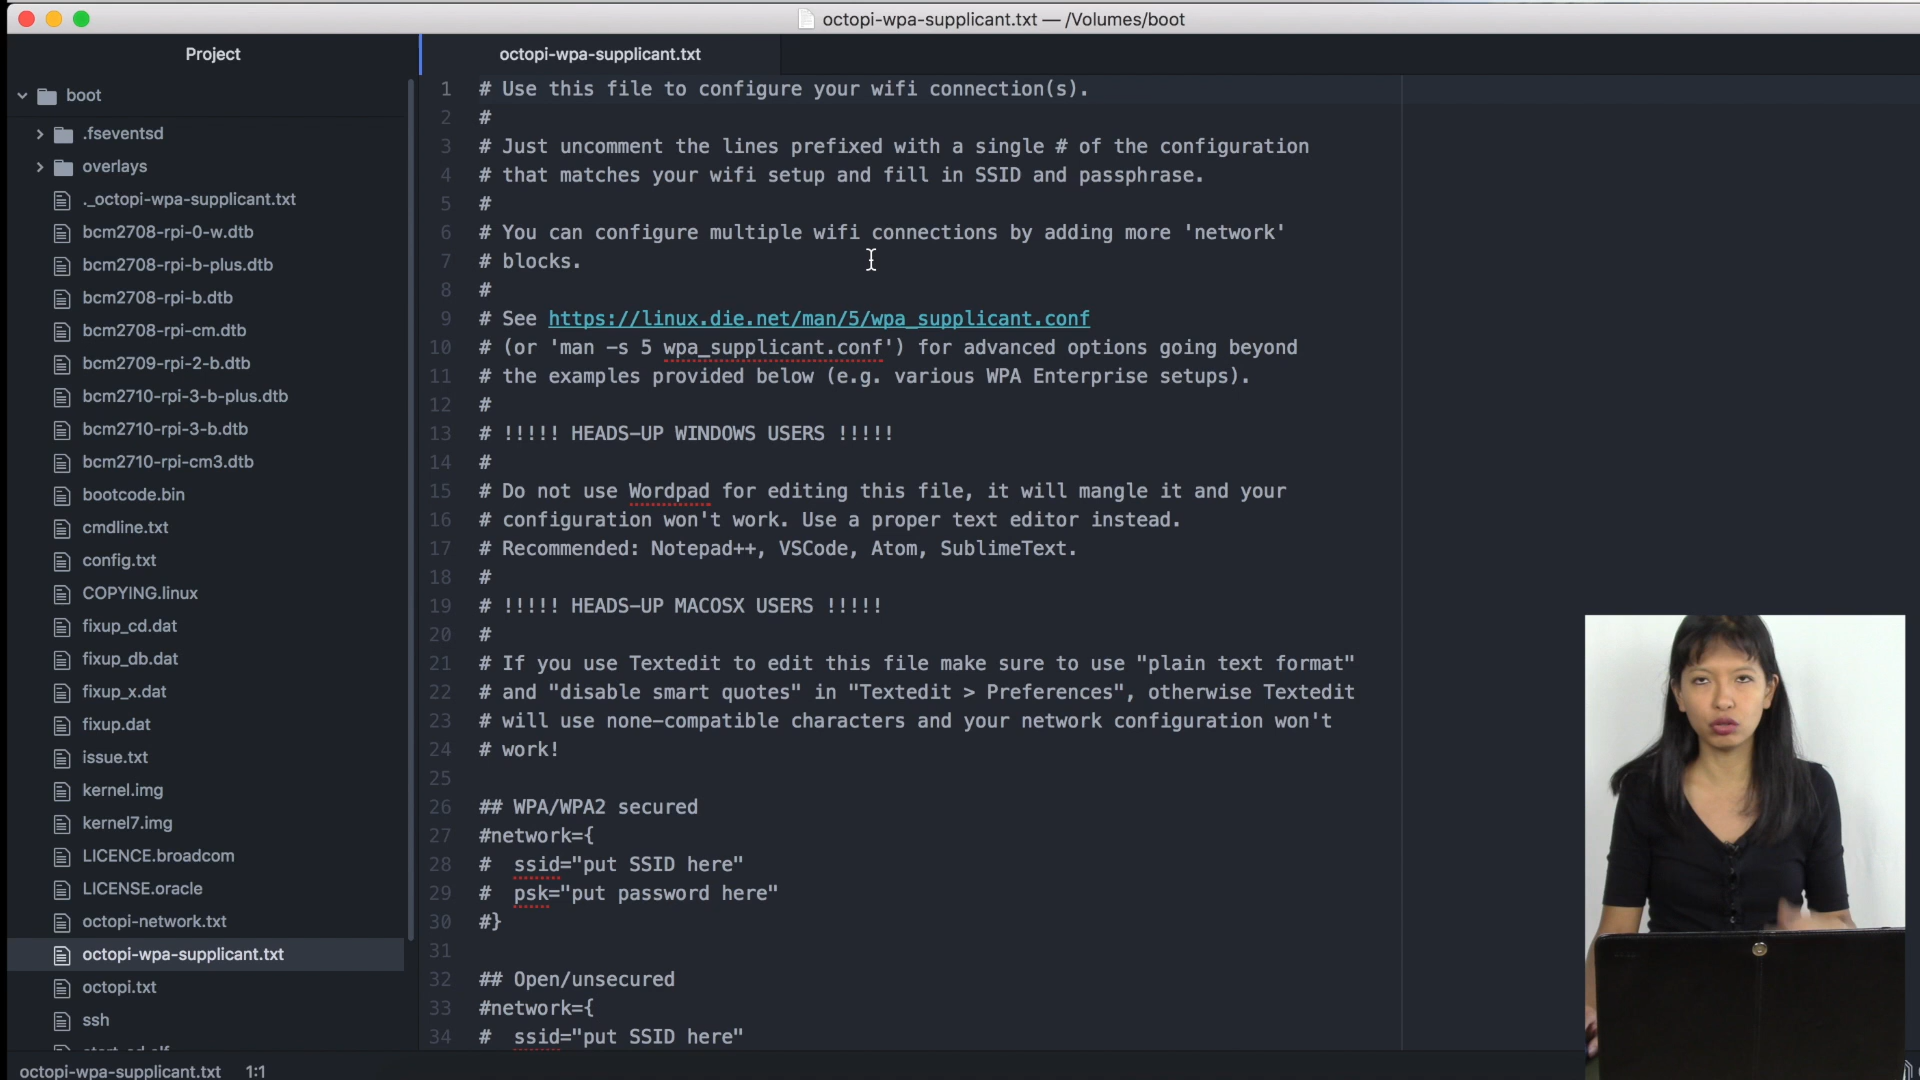 octopi-wpa-supplicant.txt — /Volumes/boot
Project
octopi-wpa-supplicant.txt
boot
.fseventsd
overlays
._octopi-wpa-supplicant.txt
bcm2708-rpi-0-w.dtb
bcm2708-rpi-b-plus.dtb
bcm2708-rpi-b.dtb
bcm2708-rpi-cm.dtb
bcm2709-rpi-2-b.dtb
bcm2710-rpi-3-b-plus.dtb
bcm2710-rpi-3-b.dtb
bcm2710-rpi-cm3.dtb
bootcode.bin
cmdline.txt
config.txt
COPYING.linux
fixup_cd.dat
fixup_db.dat
fixup_x.dat
fixup.dat
issue.txt
kernel.img
kernel7.img
LICENCE.broadcom
LICENSE.oracle
octopi-network.txt
octopi-wpa-supplicant.txt
octopi.txt
ssh
1 # Use this file to configure your wifi connection(s).
2 #
3 # Just uncomment the lines prefixed with a single # of the configuration
4 # that matches your wifi setup and fill in SSID and passphrase.
5 #
6 # You can configure multiple wifi connections by adding more 'network'
7 # blocks.
8 #
9 # See https://linux.die.net/man/5/wpa_supplicant.conf
10 # (or 'man -s 5 wpa_supplicant.conf') for advanced options going beyond
11 # the examples provided below (e.g. various WPA Enterprise setups).
12 #
13 # !!!!! HEADS-UP WINDOWS USERS !!!!!
14 #
15 # Do not use Wordpad for editing this file, it will mangle it and your
16 # configuration won't work. Use a proper text editor instead.
17 # Recommended: Notepad++, VSCode, Atom, SublimeText.
18 #
19 # !!!!! HEADS-UP MACOSX USERS !!!!!
20 #
21 # If you use Textedit to edit this file make sure to use "plain text format"
22 # and "disable smart quotes" in "Textedit > Preferences", otherwise Textedit
23 # will use none-compatible characters and your network configuration won't
24 # work!
25
26 ## WPA/WPA2 secured
27 #network={
28 #  ssid="put SSID here"
29 #  psk="put password here"
30 #}
31
32 ## Open/unsecured
33 #network={
34 #  ssid="put SSID here"
octopi-wpa-supplicant.txt 1:1